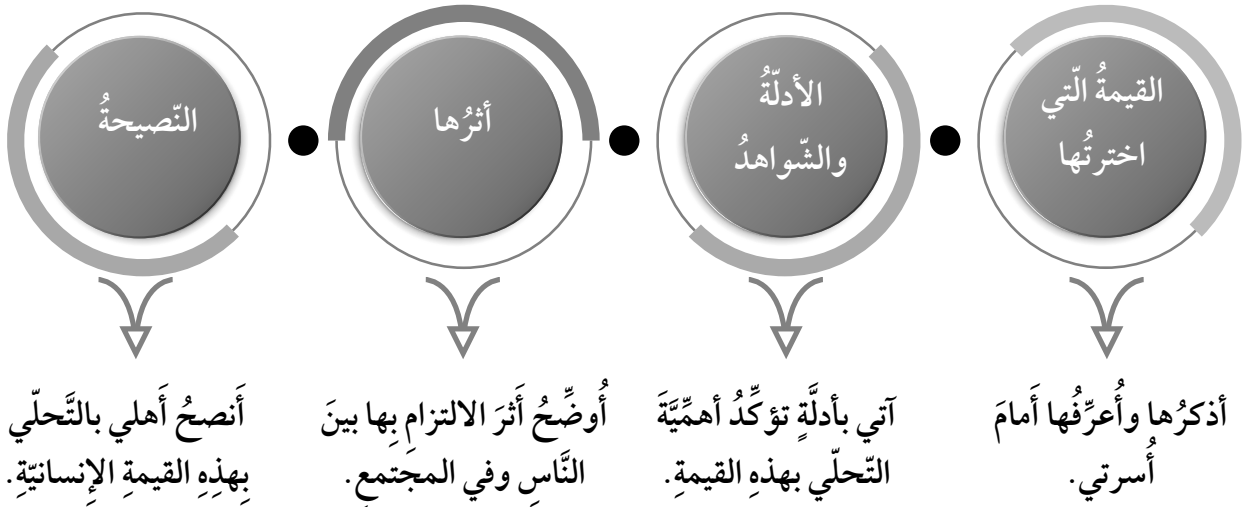 القيمةُ الّتي
اخترتُها
الأدلّةُ
والشّواهدُ
أثرُها
النّصيحةُ
أذكرُها وأُعرِّفُها أَمامَ
أُسرتي.
آتي بأدلَّةٍ تؤكِّدُ أهمِّيَّةَ
التّحلّي بهذهِ القيمةِ.
أُوضِّحُ أَثرَ الالتزامِ بِها بينَ
النَّاسِ وفي المجتمعِ.
أَنصحُ أَهلي بالتَّحلّي
بِهذِهِ القيمةِ الإِنسانيّةِ.